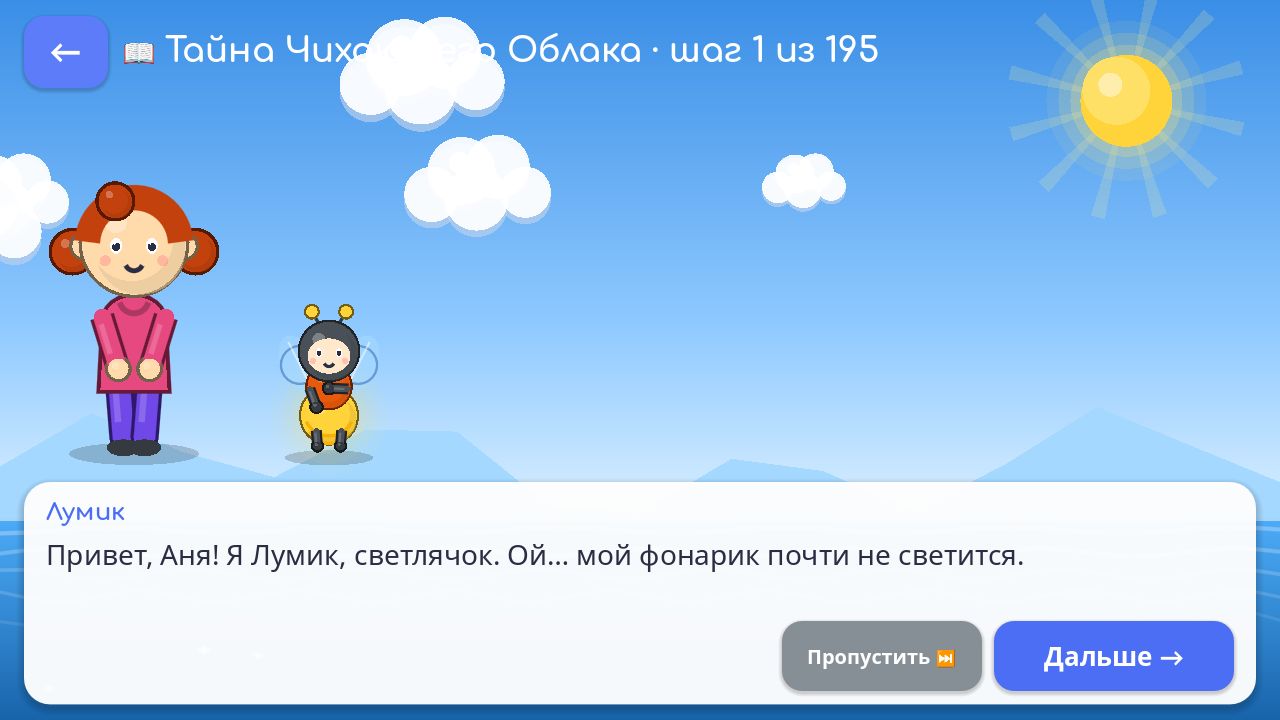 ← 📖 Тайна Чихающего Облака · шаг 1 из 195
Лумик
Привет, Аня! Я Лумик, светлячок. Ой... мой фонарик почти не светится.
Пропустить ⏭
Дальше →